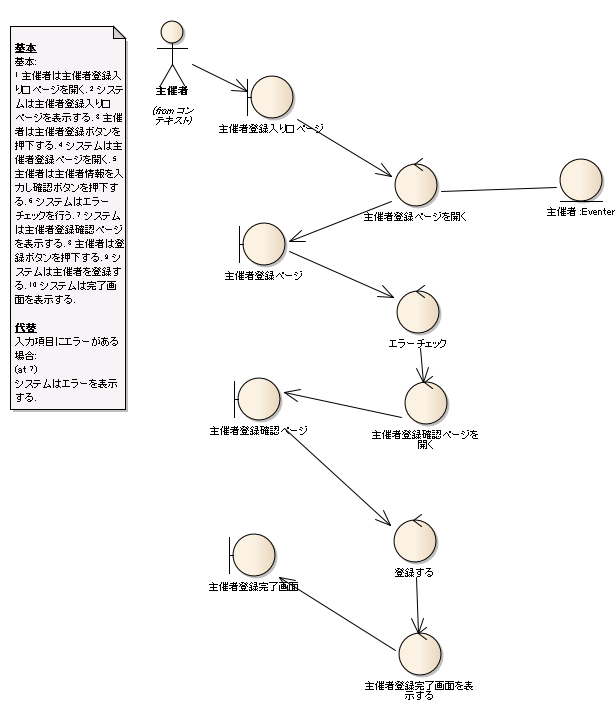 基本
基本:
1 主催者は主催者登録入
り口ページを開く. 2 システ
ムは主催者登録入り口
ページを表示する. 3 主催
者は主催者登録ボタンを
押下する. 4 システムは主
催者登録ページを開く. 5
主催者は主催者情報を入
力し確認ボタンを押下す
る. 6 システムはエラー
チェックを行う. 7 システム
は主催者登録確認ページ
を表示する. 8 主催者は登
録ボタンを押下する. 9 シ
ステムは主催者を登録す
る. 10 システムは完了画
面を表示する.
代替
入力項目にエラーがある
場合:
(at 7)
システムはエラーを表示
する.
主催者
(from コン
テキスト)
主催者登録入り口ページ
主催者登録ページを開く
主催者 :Eventer
主催者登録ページ
エラーチェック
主催者登録確認ページを
開く
主催者登録確認ページ
登録する
主催者登録完了画面
主催者登録完了画面を表
示する